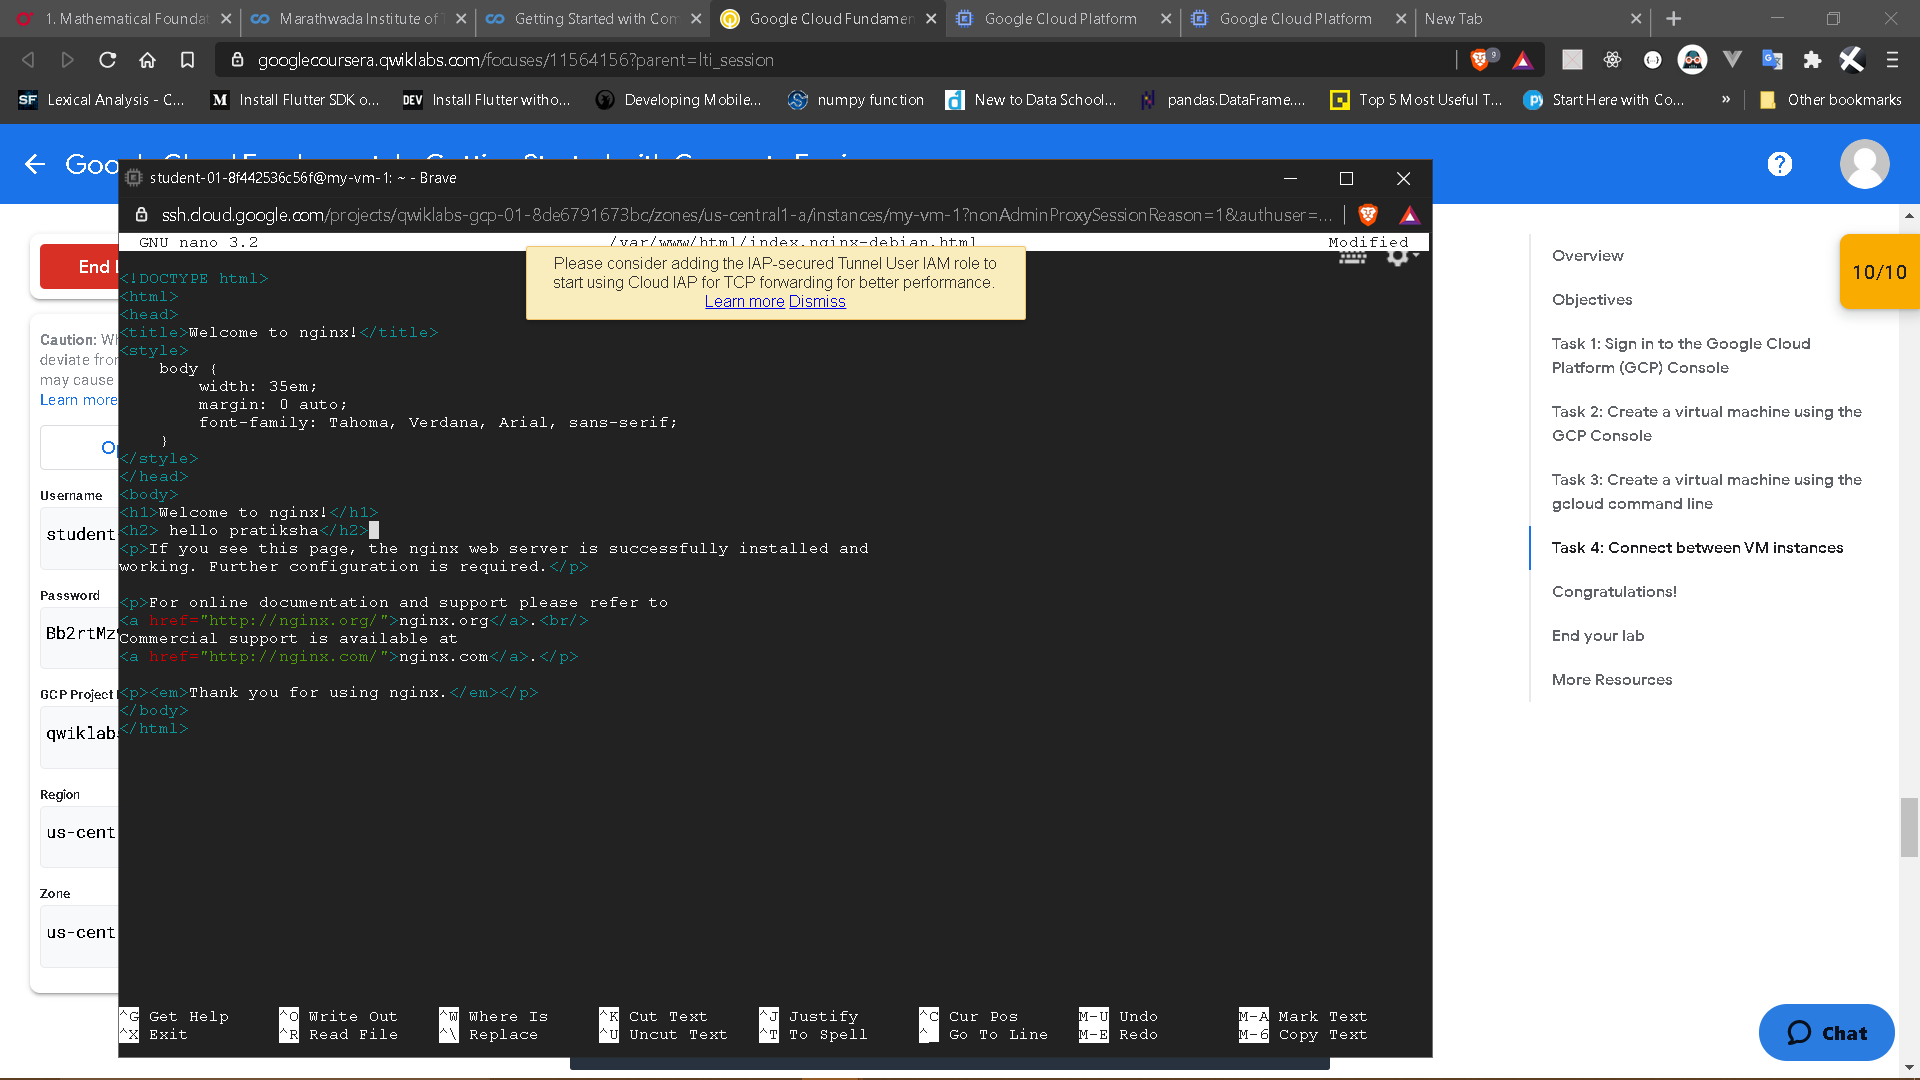 1. Mathematical Foundat
Marathwada Institute of T
Getting Started with Com
Google Cloud Fundamen
Google Cloud Platform
Google Cloud Platform
New Tab
googlecoursera.qwiklabs.com/focuses/11564156?parent=lti_session
9
SF Lexical Analysis - C...
M Install Flutter SDK o...
DEV Install Flutter witho...
Developing Mobile...
numpy function
New to Data School...
pandas.DataFrame....
Top 5 Most Useful T...
Start Here with Co...
»
Other bookmarks
student-01-8f442536c56f@my-vm-1: ~ - Brave
ssh.cloud.google.com/projects/qwiklabs-gcp-01-8de6791673bc/zones/us-central1-a/instances/my-vm-1?nonAdminProxySessionReason=1&authuser=...
GNU nano 3.2 /var/www/html/index.nginx-debian.html Modified
Please consider adding the IAP-secured Tunnel User IAM role to
start using Cloud IAP for TCP forwarding for better performance.
Learn more Dismiss
<!DOCTYPE html>
<html>
<head>
<title>Welcome to nginx!</title>
<style>
body {
width: 35em;
margin: 0 auto;
font-family: Tahoma, Verdana, Arial, sans-serif;
}
</style>
</head>
<body>
<h1>Welcome to nginx!</h1>
<h2> hello pratiksha</h2>
<p>If you see this page, the nginx web server is successfully installed and
working. Further configuration is required.</p>
<p>For online documentation and support please refer to
<a href="http://nginx.org/">nginx.org</a>.<br/>
Commercial support is available at
<a href="http://nginx.com/">nginx.com</a>.</p>
<p><em>Thank you for using nginx.</em></p>
</body>
</html>
^G Get Help ^O Write Out ^W Where Is ^K Cut Text ^J Justify ^C Cur Pos M-U Undo M-A Mark Text
^X Exit ^R Read File ^\ Replace ^U Uncut Text ^T To Spell ^_ Go To Line M-E Redo M-6 Copy Text
End
Caution:
deviate
may cause
Learn more
Username
student
Password
GCP Project
Region
us-cent
Zone
us-cent
Overview
Objectives
Task 1: Sign in to the Google Cloud
Platform (GCP) Console
Task 2: Create a virtual machine using the
GCP Console
Task 3: Create a virtual machine using the
gcloud command line
Task 4: Connect between VM instances
Congratulations!
End your lab
More Resources
10/10
Chat